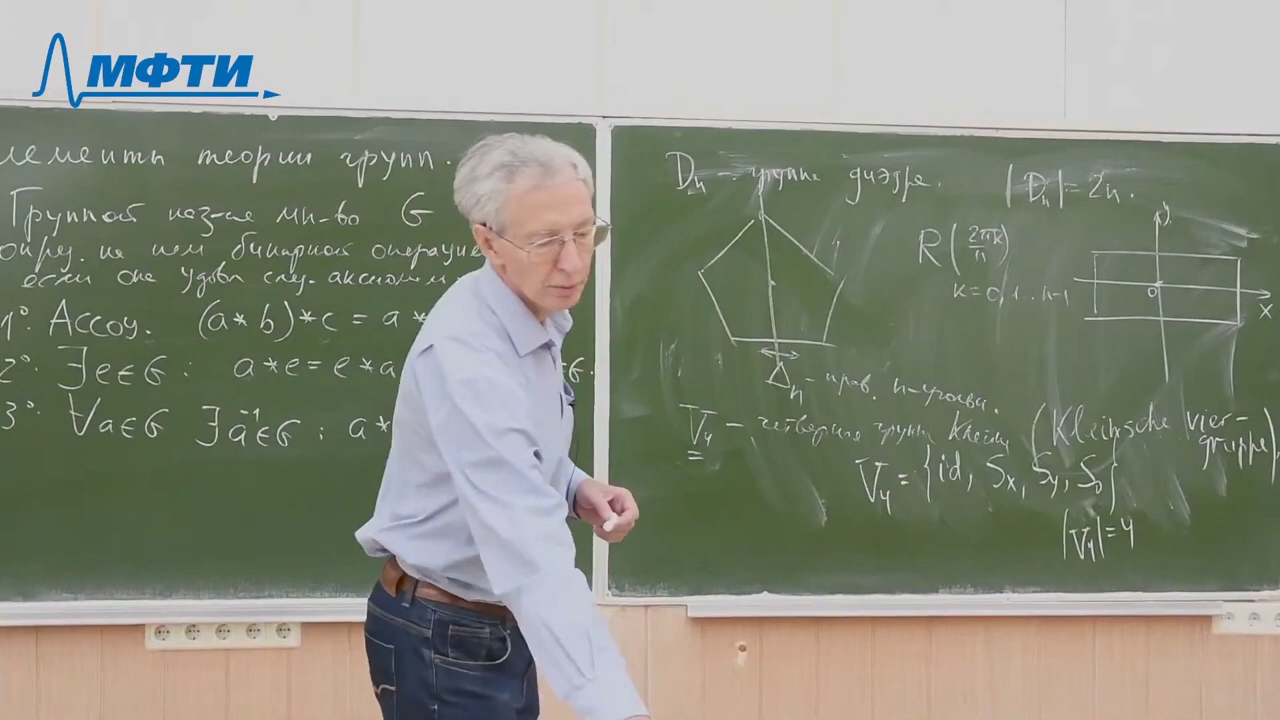 МФТИ
лементы теории групп.
Группой наз-ся мн-во G
опред. на нем бинарной операцие
если она удовл след. аксиомам
1°. Ассоц. (a*b)*c = a*
2°. ∃e∈G : a*e=e*a =G.
3°. ∀a∈G ∃a⁻¹∈G : a*
Dn - группа диэдра. |Dn|=2n.
R(2πk/n)
k=0,1..n-1
y
0
x
Δn - прав. n-угольн.
V4 - четверная группа Клейна (Kleinsche Vier-
gruppe)
V4 = {id, Sx, Sy, S0}
|V4|=4